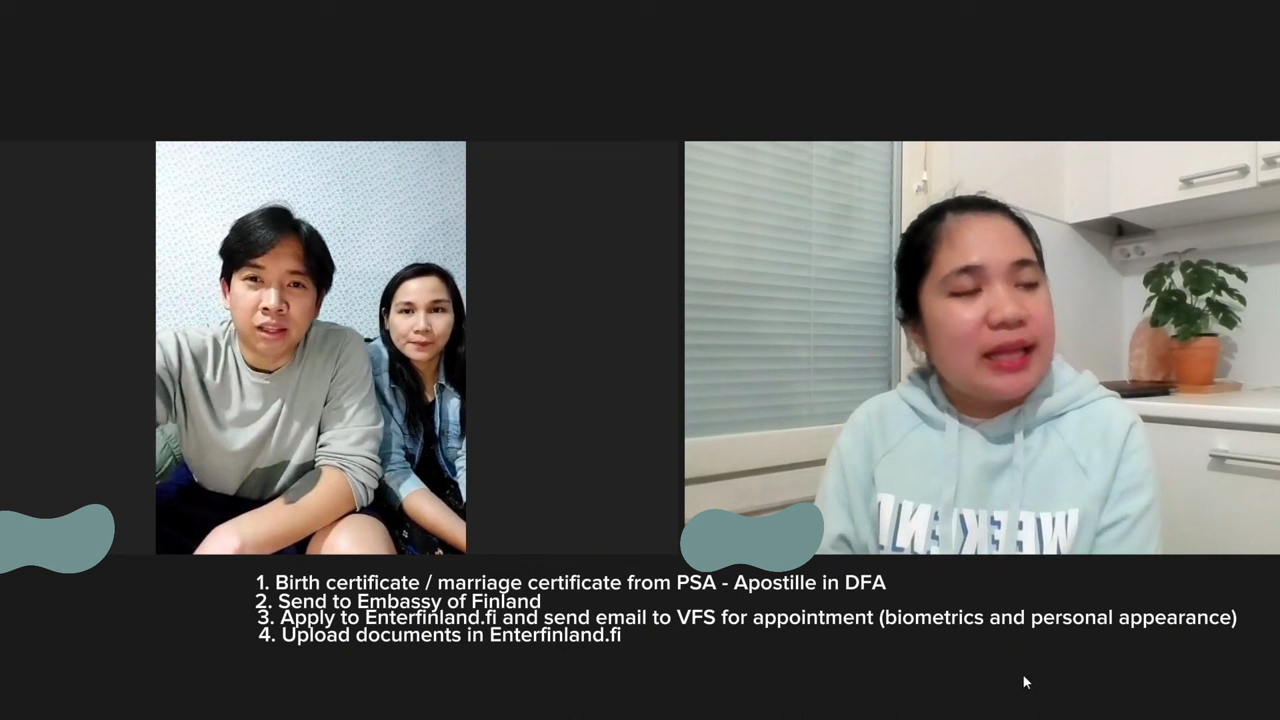 WEEKEND
1. Birth certificate / marriage certificate from PSA - Apostille in DFA
2. Send to Embassy of Finland
3. Apply to Enterfinland.fi and send email to VFS for appointment (biometrics and personal appearance)
4. Upload documents in Enterfinland.fi